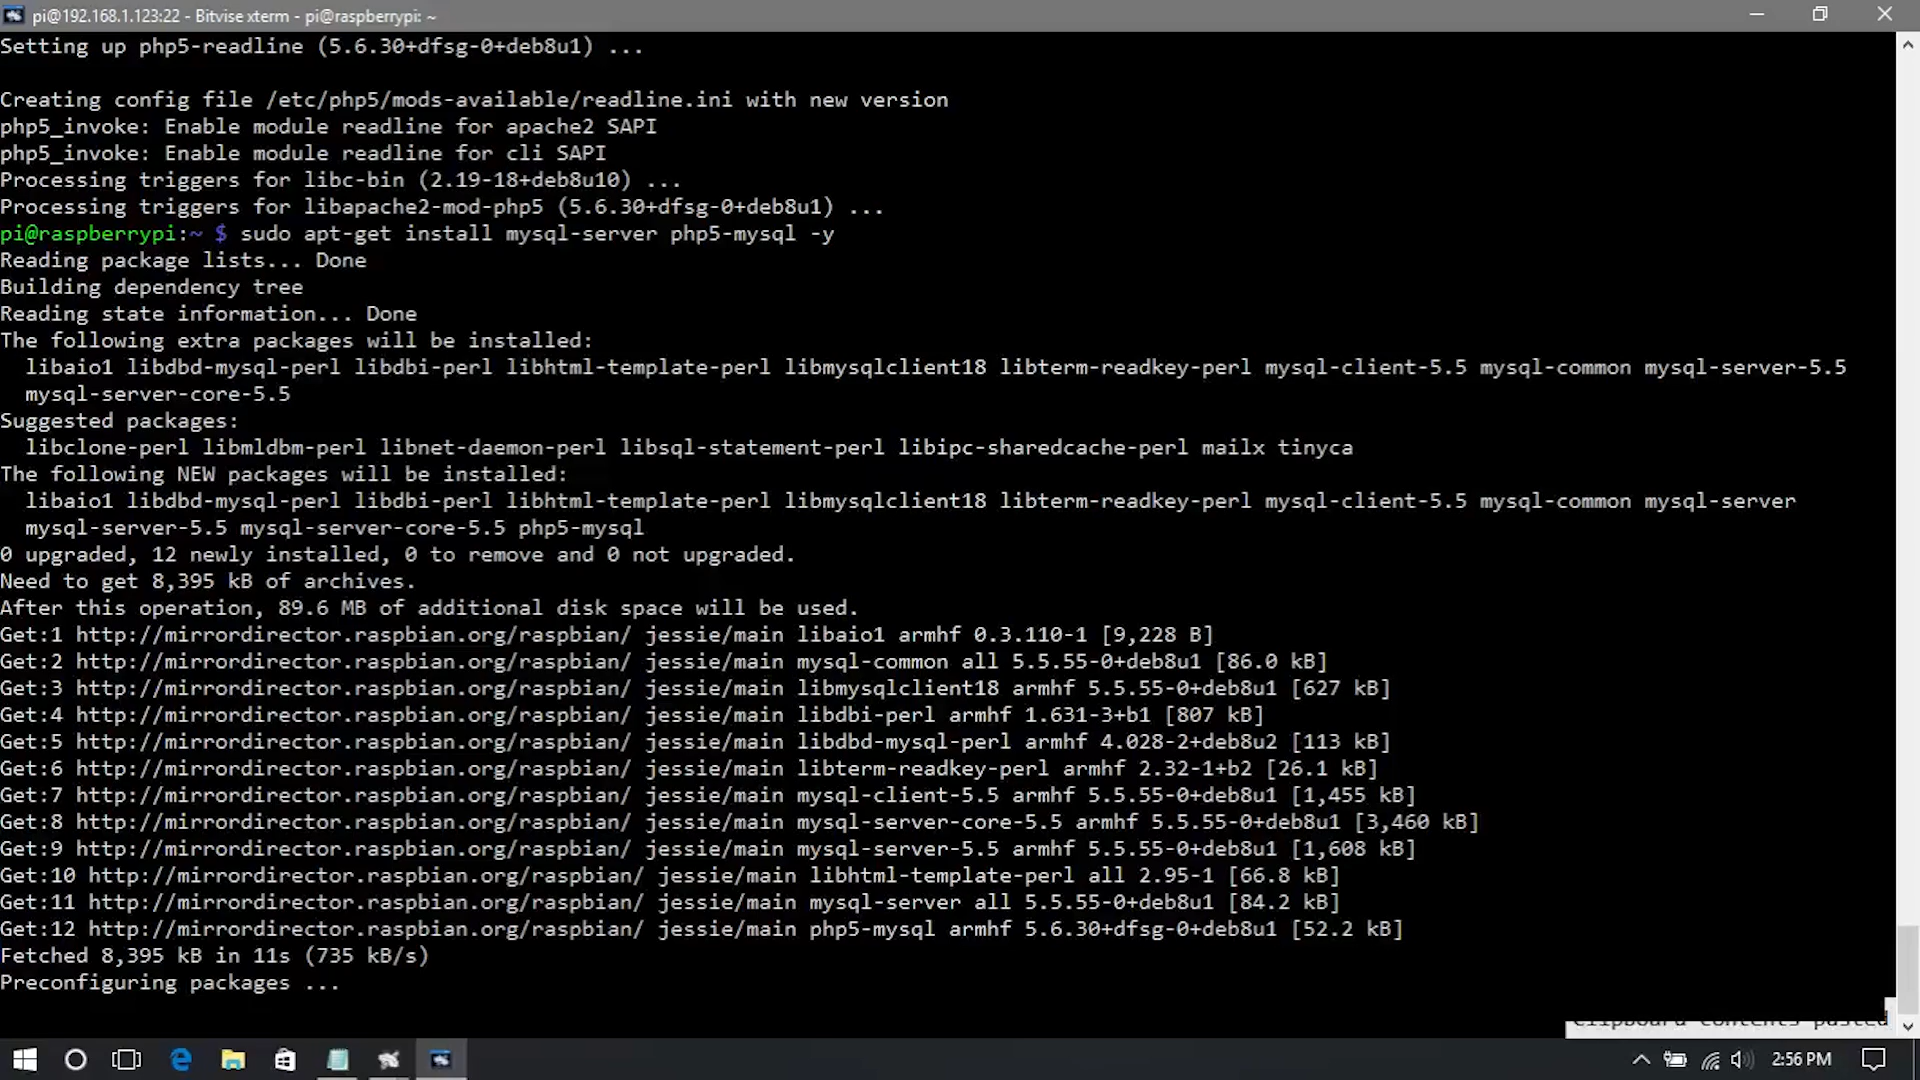 pi@192.168.1.123:22 - Bitvise xterm - pi@raspberrypi: ~
Setting up php5-readline (5.6.30+dfsg-0+deb8u1) ...
Creating config file /etc/php5/mods-available/readline.ini with new version
php5_invoke: Enable module readline for apache2 SAPI
php5_invoke: Enable module readline for cli SAPI
Processing triggers for libc-bin (2.19-18+deb8u10) ...
Processing triggers for libapache2-mod-php5 (5.6.30+dfsg-0+deb8u1) ...
pi@raspberrypi:~ $ sudo apt-get install mysql-server php5-mysql -y
Reading package lists... Done
Building dependency tree
Reading state information... Done
The following extra packages will be installed:
libaio1 libdbd-mysql-perl libdbi-perl libhtml-template-perl libmysqlclient18 libterm-readkey-perl mysql-client-5.5 mysql-common mysql-server-5.5
mysql-server-core-5.5
Suggested packages:
libclone-perl libmldbm-perl libnet-daemon-perl libsql-statement-perl libipc-sharedcache-perl mailx tinyca
The following NEW packages will be installed:
libaio1 libdbd-mysql-perl libdbi-perl libhtml-template-perl libmysqlclient18 libterm-readkey-perl mysql-client-5.5 mysql-common mysql-server
mysql-server-5.5 mysql-server-core-5.5 php5-mysql
0 upgraded, 12 newly installed, 0 to remove and 0 not upgraded.
Need to get 8,395 kB of archives.
After this operation, 89.6 MB of additional disk space will be used.
Get:1 http://mirrordirector.raspbian.org/raspbian/ jessie/main libaio1 armhf 0.3.110-1 [9,228 B]
Get:2 http://mirrordirector.raspbian.org/raspbian/ jessie/main mysql-common all 5.5.55-0+deb8u1 [86.0 kB]
Get:3 http://mirrordirector.raspbian.org/raspbian/ jessie/main libmysqlclient18 armhf 5.5.55-0+deb8u1 [627 kB]
Get:4 http://mirrordirector.raspbian.org/raspbian/ jessie/main libdbi-perl armhf 1.631-3+b1 [807 kB]
Get:5 http://mirrordirector.raspbian.org/raspbian/ jessie/main libdbd-mysql-perl armhf 4.028-2+deb8u2 [113 kB]
Get:6 http://mirrordirector.raspbian.org/raspbian/ jessie/main libterm-readkey-perl armhf 2.32-1+b2 [26.1 kB]
Get:7 http://mirrordirector.raspbian.org/raspbian/ jessie/main mysql-client-5.5 armhf 5.5.55-0+deb8u1 [1,455 kB]
Get:8 http://mirrordirector.raspbian.org/raspbian/ jessie/main mysql-server-core-5.5 armhf 5.5.55-0+deb8u1 [3,460 kB]
Get:9 http://mirrordirector.raspbian.org/raspbian/ jessie/main mysql-server-5.5 armhf 5.5.55-0+deb8u1 [1,608 kB]
Get:10 http://mirrordirector.raspbian.org/raspbian/ jessie/main libhtml-template-perl all 2.95-1 [66.8 kB]
Get:11 http://mirrordirector.raspbian.org/raspbian/ jessie/main mysql-server all 5.5.55-0+deb8u1 [84.2 kB]
Get:12 http://mirrordirector.raspbian.org/raspbian/ jessie/main php5-mysql armhf 5.6.30+dfsg-0+deb8u1 [52.2 kB]
Fetched 8,395 kB in 11s (735 kB/s)
Preconfiguring packages ...
Clipboard contents pasted
2:56 PM